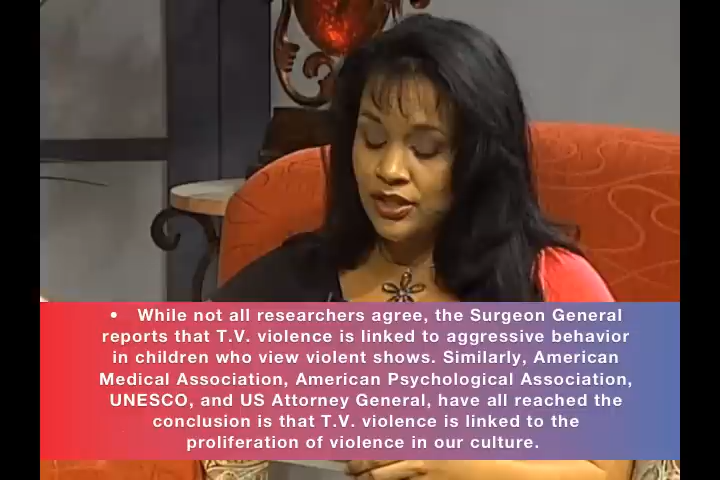 • While not all researchers agree, the Surgeon General
reports that T.V. violence is linked to aggressive behavior
in children who view violent shows. Similarly, American
Medical Association, American Psychological Association,
UNESCO, and US Attorney General, have all reached the
conclusion is that T.V. violence is linked to the
proliferation of violence in our culture.